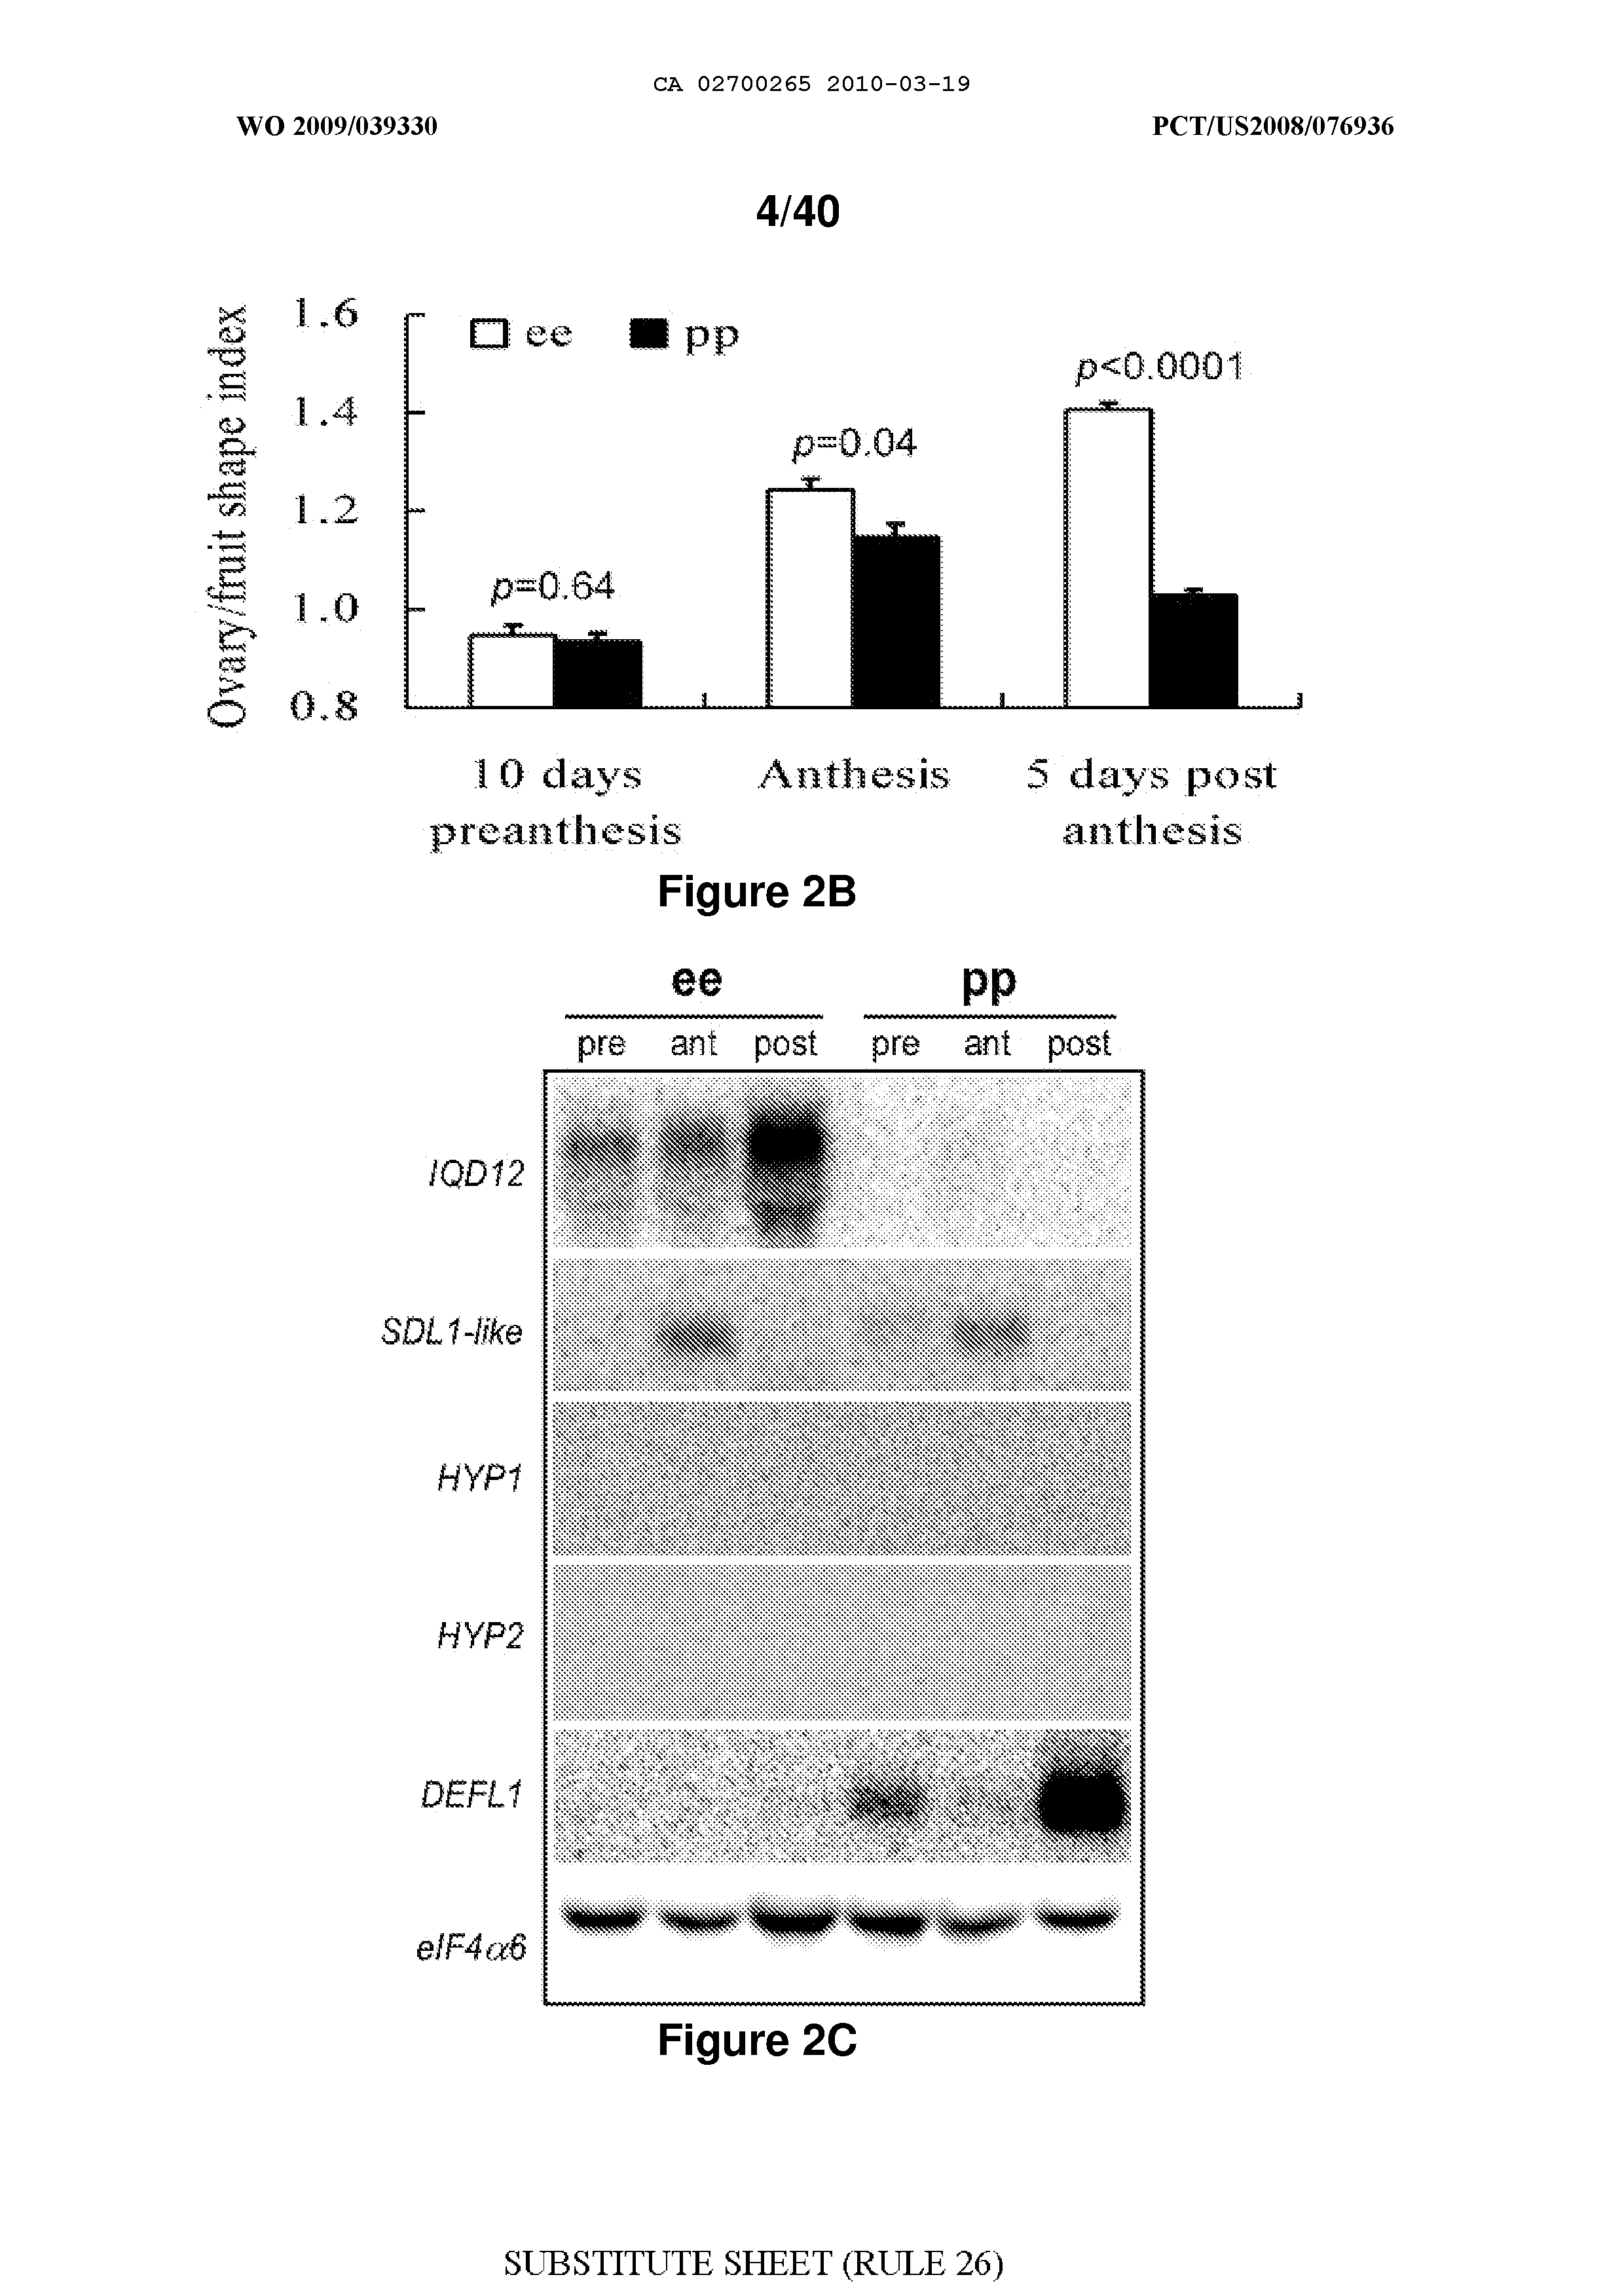 CA 02700265 2010-03-19
WO 2009/039330 PCT/US2008/076936
4/40
Ovary/fruit shape index
1.6
1.4
1.2
1.0
0.8
ee pp
p=0.64
p=0.04
p<0.0001
10 days preanthesis
Anthesis
5 days post anthesis
Figure 2B
ee pp
pre ant post pre ant post
IQD12
SDL1-like
HYP1
HYP2
DEFL1
eIF4α6
Figure 2C
SUBSTITUTE SHEET (RULE 26)